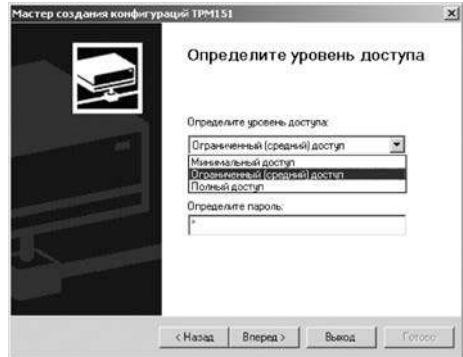 Мастер создания конфигураций ТРМ151
Определите уровень доступа
Определите уровень доступа:
Ограниченный (средний) доступ
Минимальный доступ
Ограниченный (средний) доступ
Полный доступ
Определите пароль:
*
< Назад
Вперед >
Выход
Готово